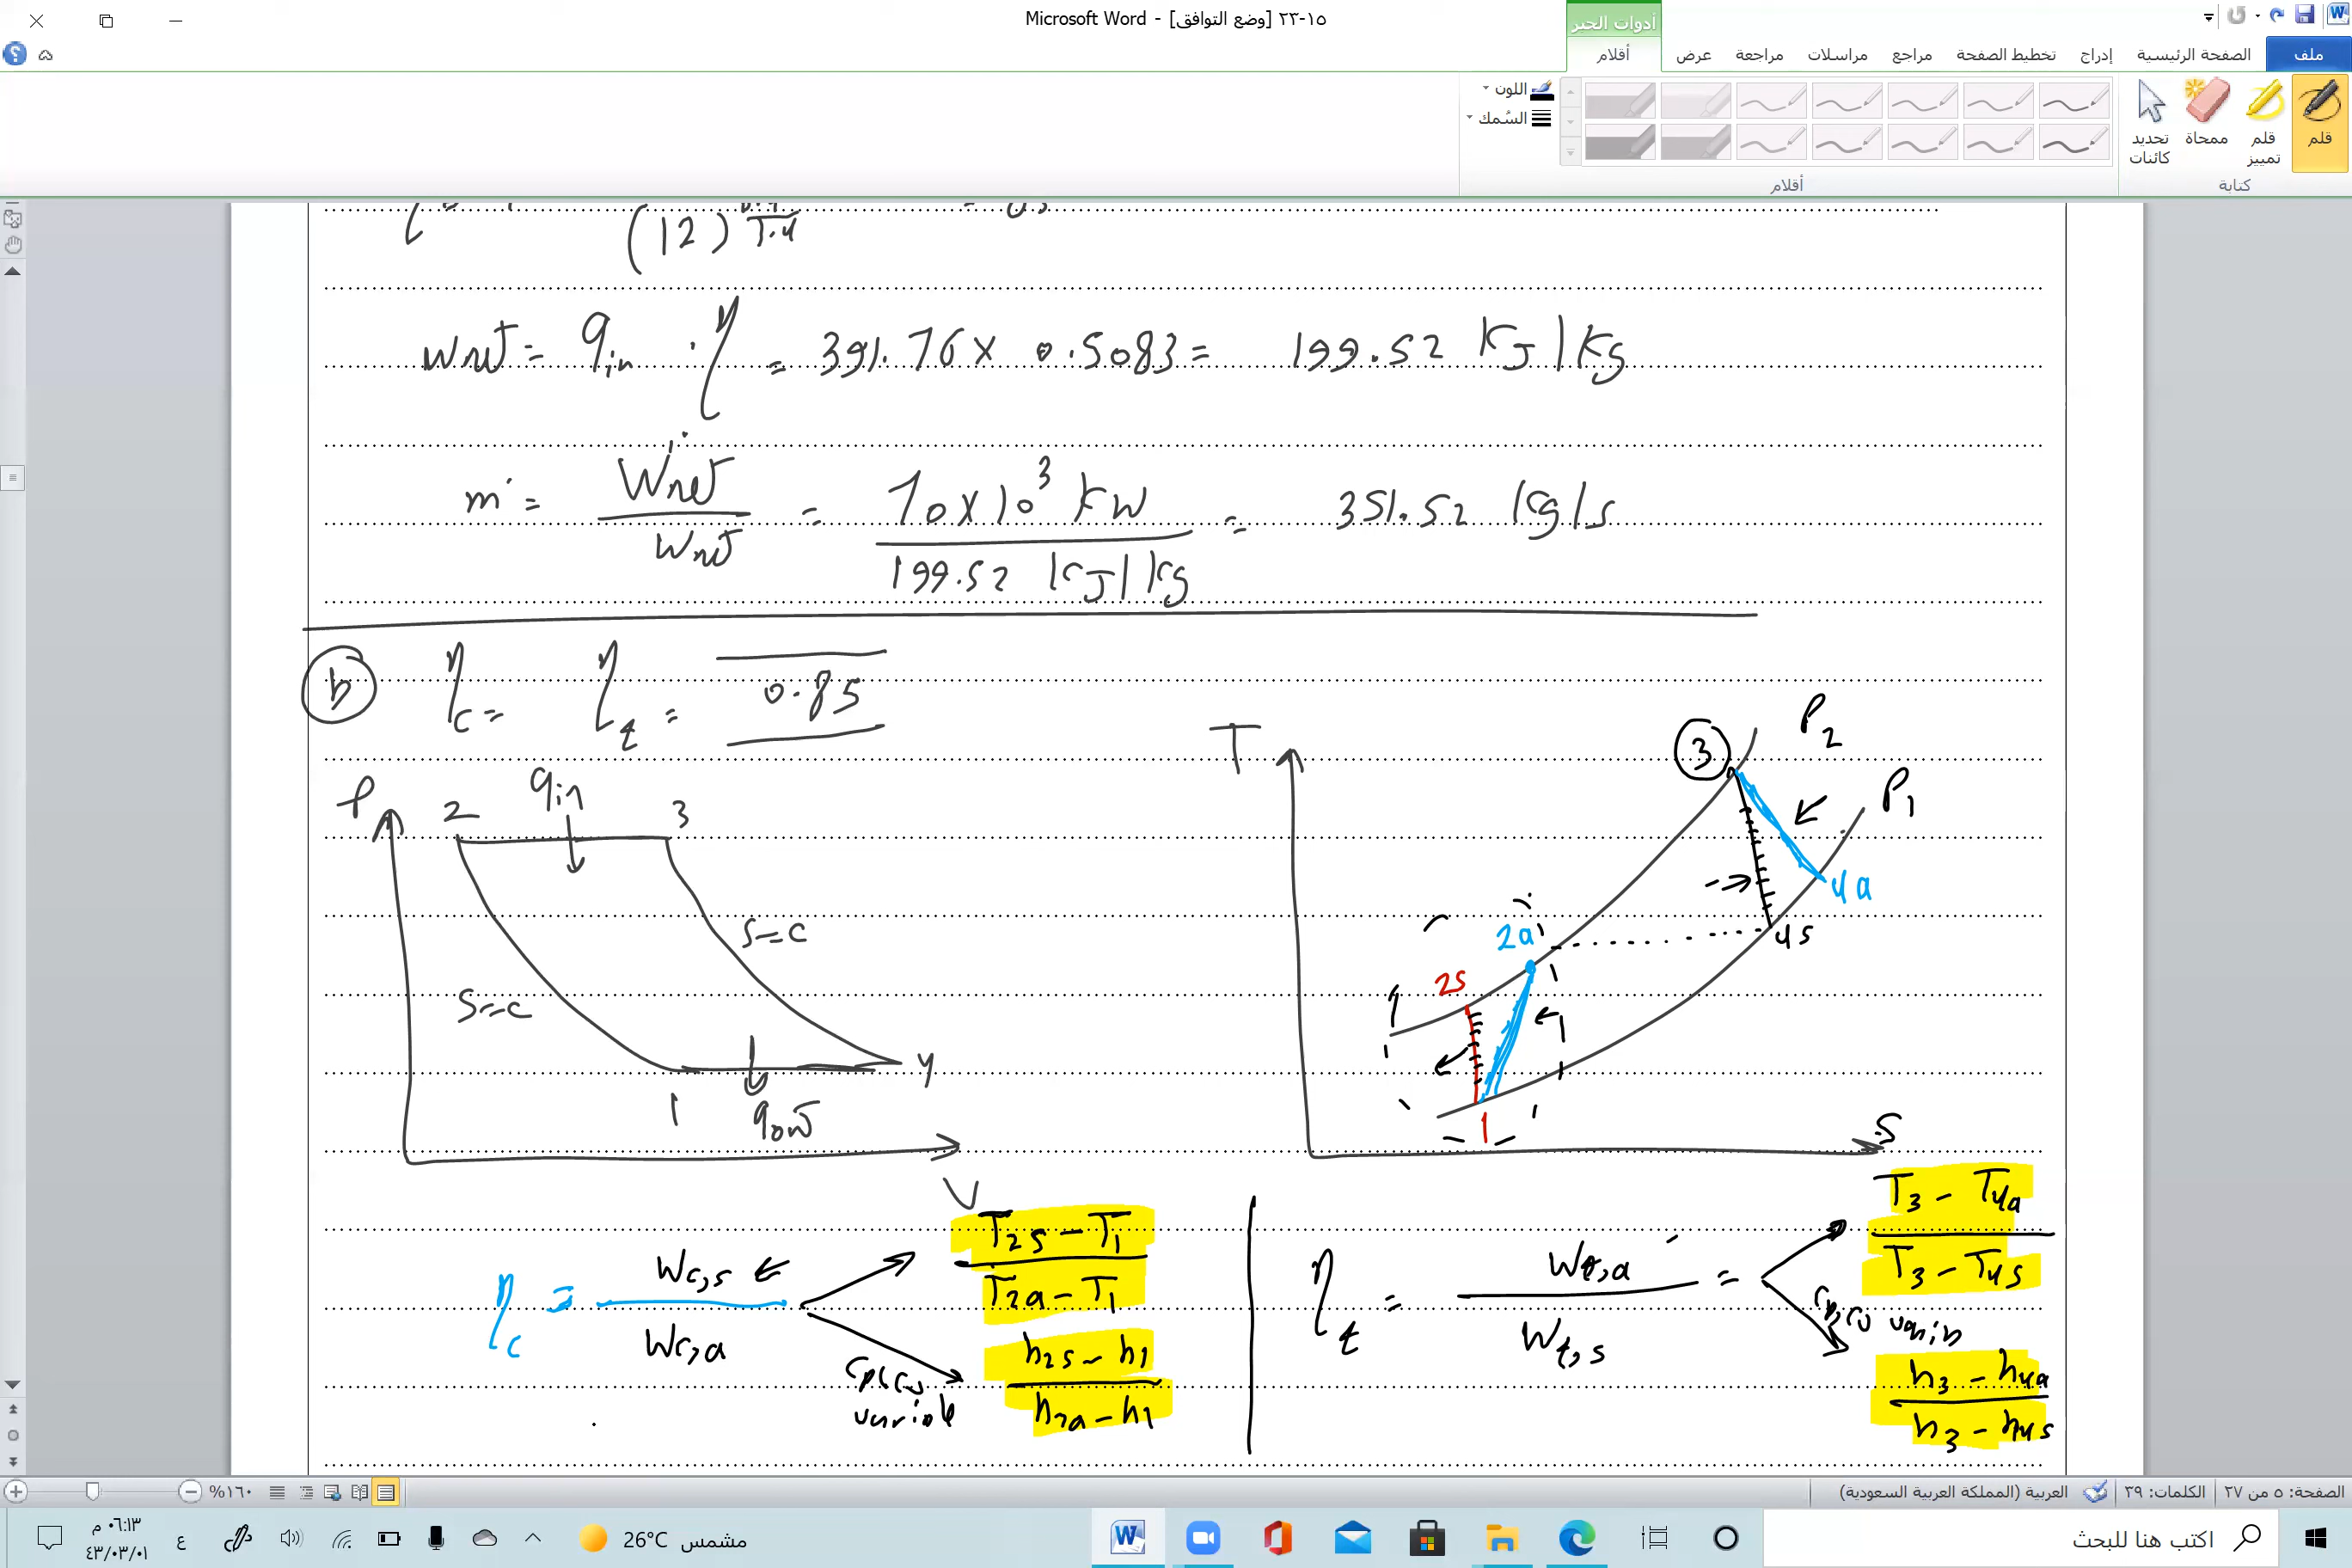 ١٥-٢٣ [وضع التوافق] - Microsoft Word
أدوات الحبر
ملف الصفحة الرئيسية إدراج تخطيط الصفحة مراجع مراسلات مراجعة عرض أقلام
قلم
قلم تمييز
ممحاة
تحديد كائنات
كتابة
أقلام
اللون
السُمك
(12)
Wnet = qin . η = 391.76 x 0.5083 = 199.52 KJ/Kg
m· = Wnet / wnet = 70x10³ KW / 199.52 KJ/Kg = 351.52 Kg/s
b ηc = ηt = 0.85
P 2 qin 3
S=c
S=c
1 4
qout
V
T 3 P2
P1
4a
2a 4s
2s
1
S
ηc = Wc,s / Wc,a
T2s - T1 / T2a - T1
h2s - h1 / h2a - h1
ηt = Wt,a / Wt,s =
T3 - T4a / T3 - T4s
h3 - h4a / h3 - h4s
الصفحة: ٥ من ٢٧ الكلمات: ٣٩ العربية (المملكة العربية السعودية) ١٦٠%
اكتب هنا للبحث
26°C مشمس
ع
٠٦:١٣ م
٤٣/٠٣/٠١